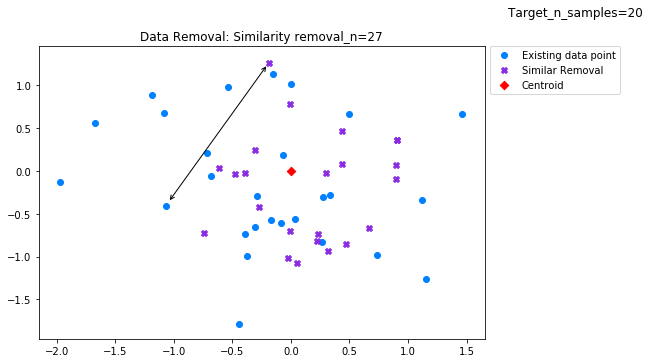 Target_n_samples=20
Data Removal: Similarity removal_n=27
Existing data point
Similar Removal
Centroid
1.0
0.5
0.0
−0.5
−1.0
−1.5
−2.0 −1.5 −1.0 −0.5 0.0 0.5 1.0 1.5